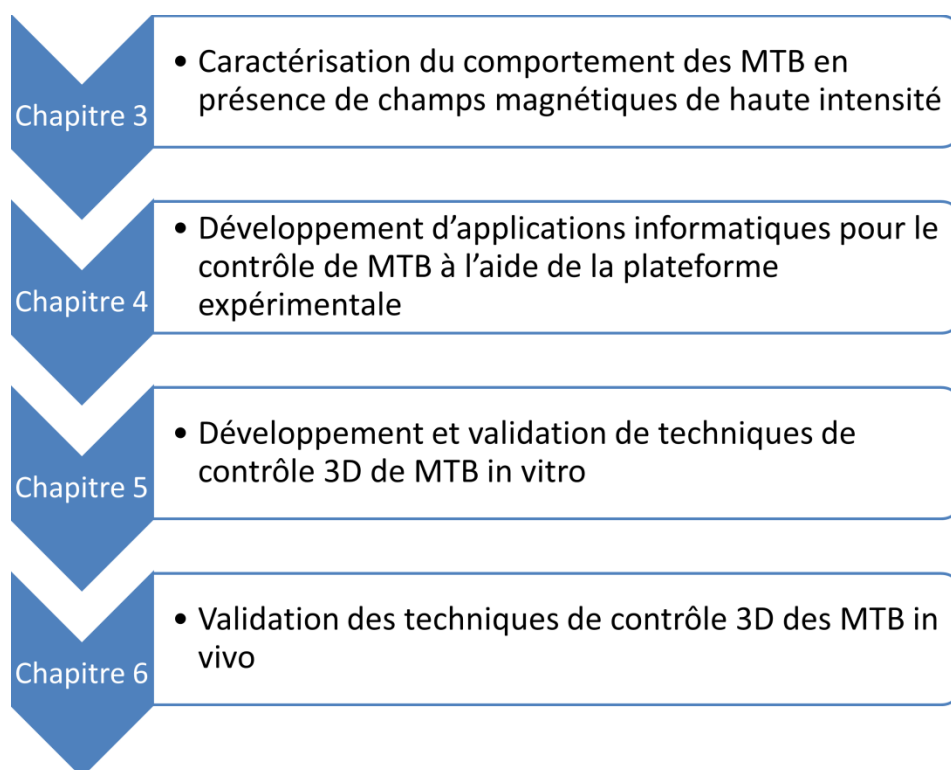 Chapitre 3
• Caractérisation du comportement des MTB en
présence de champs magnétiques de haute intensité
Chapitre 4
• Développement d’applications informatiques pour le
contrôle de MTB à l’aide de la plateforme
expérimentale
Chapitre 5
• Développement et validation de techniques de
contrôle 3D de MTB in vitro
Chapitre 6
• Validation des techniques de contrôle 3D des MTB in
vivo